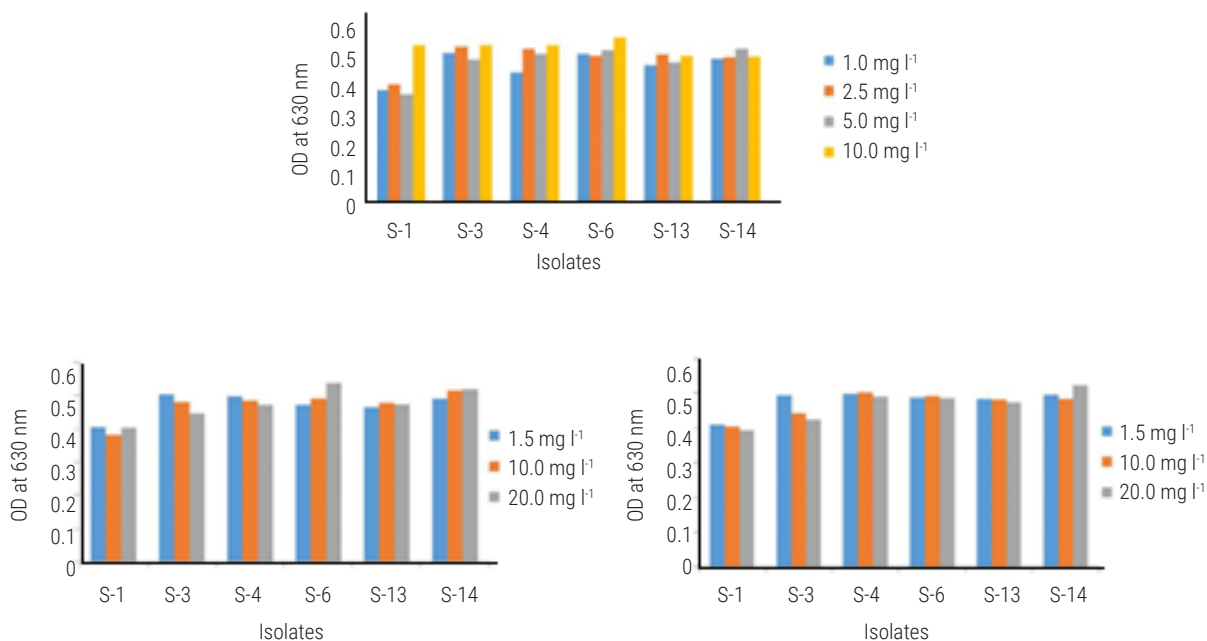 0.6
0.5
0.4
0.3
0.2
0.1
0
OD at 630 nm
S-1 S-3 S-4 S-6 S-13 S-14
Isolates
1.0 mg l⁻¹
2.5 mg l⁻¹
5.0 mg l⁻¹
10.0 mg l⁻¹
0.6
0.5
0.4
0.3
0.2
0.1
0
OD at 630 nm
S-1 S-3 S-4 S-6 S-13 S-14
Isolates
1.5 mg l⁻¹
10.0 mg l⁻¹
20.0 mg l⁻¹
0.6
0.5
0.4
0.3
0.2
0.1
0
OD at 630 nm
S-1 S-3 S-4 S-6 S-13 S-14
Isolates
1.5 mg l⁻¹
10.0 mg l⁻¹
20.0 mg l⁻¹